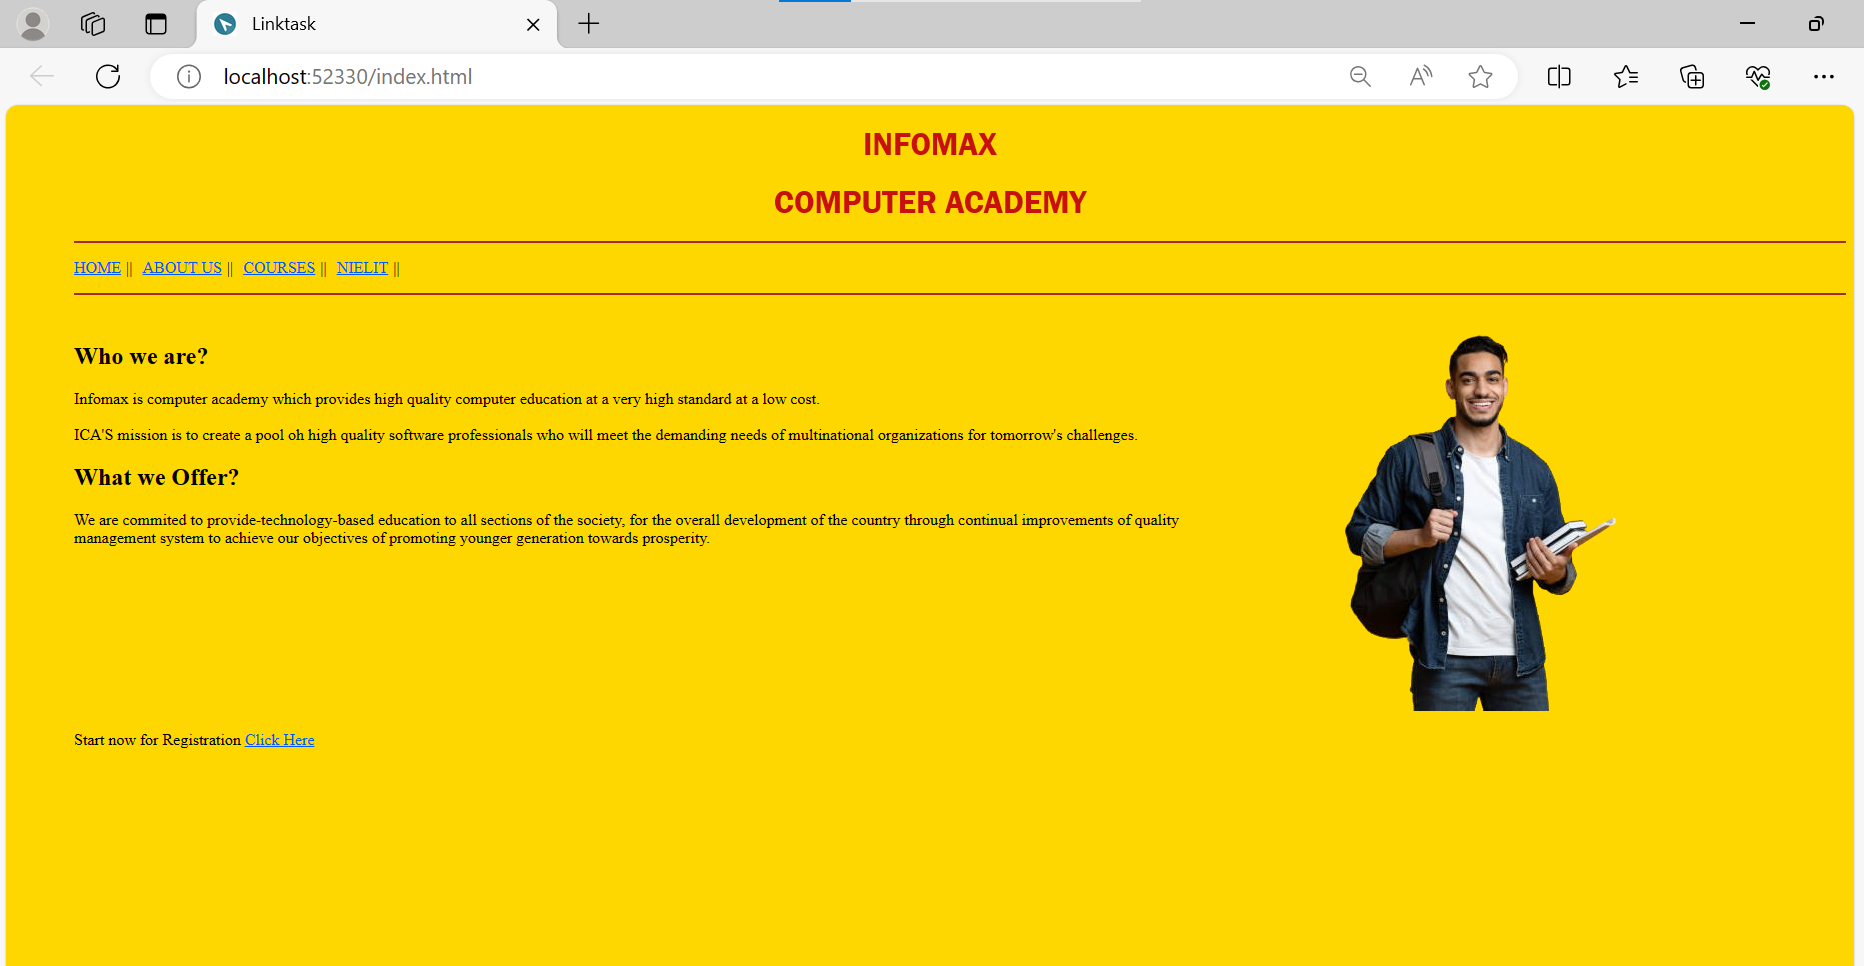 Linktask
localhost:52330/index.html
INFOMAX
COMPUTER ACADEMY
HOME || ABOUT US || COURSES || NIELIT ||
Who we are?
Infomax is computer academy which provides high quality computer education at a very high standard at a low cost.
ICA'S mission is to create a pool oh high quality software professionals who will meet the demanding needs of multinational organizations for tomorrow's challenges.
What we Offer?
We are commited to provide-technology-based education to all sections of the society, for the overall development of the country through continual improvements of quality
management system to achieve our objectives of promoting younger generation towards prosperity.
Start now for Registration Click Here